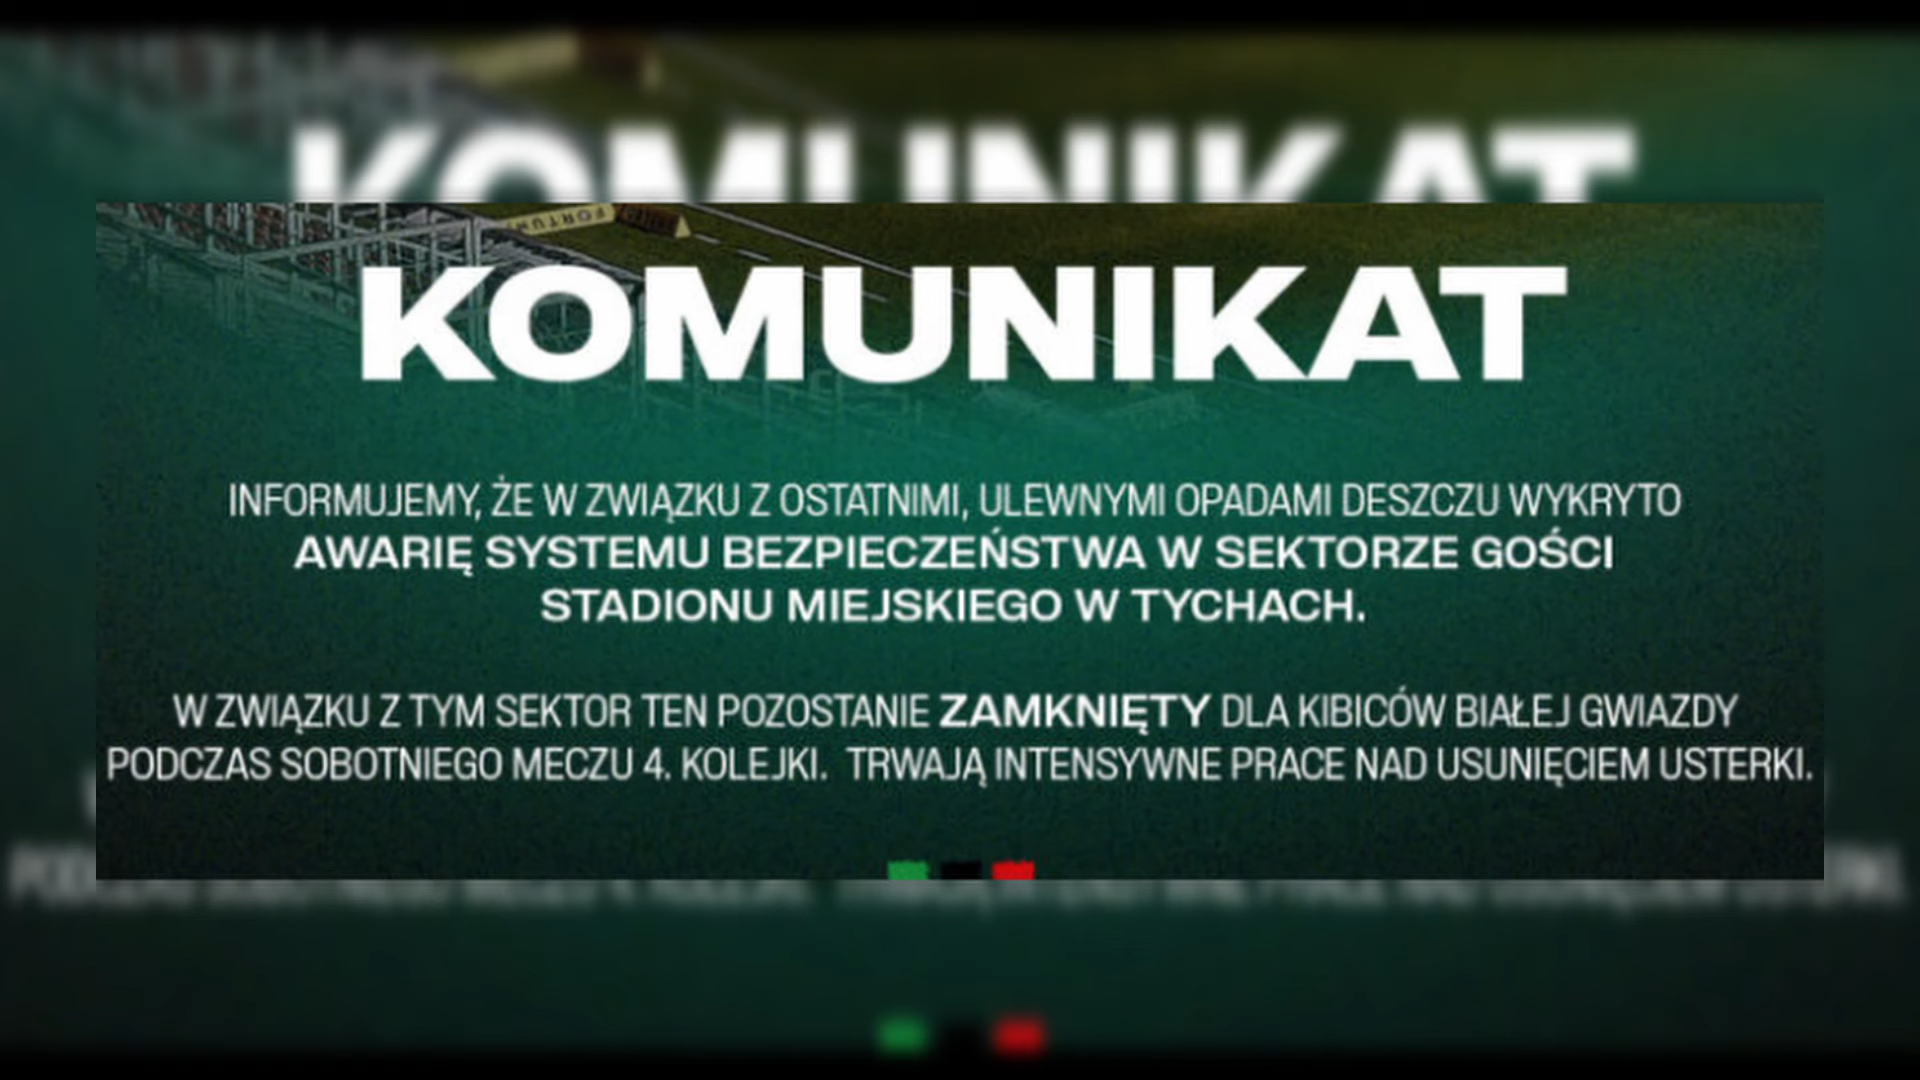 KOMUNIKAT
KOMUNIKAT
INFORMUJEMY, ŻE W ZWIĄZKU Z OSTATNIMI, ULEWNYMI OPADAMI DESZCZU WYKRYTO
AWARIĘ SYSTEMU BEZPIECZEŃSTWA W SEKTORZE GOŚCI
STADIONU MIEJSKIEGO W TYCHACH.
W ZWIĄZKU Z TYM SEKTOR TEN POZOSTANIE ZAMKNIĘTY DLA KIBICÓW BIAŁEJ GWIAZDY
PODCZAS SOBOTNIEGO MECZU 4. KOLEJKI. TRWAJĄ INTENSYWNE PRACE NAD USUNIĘCIEM USTERKI.